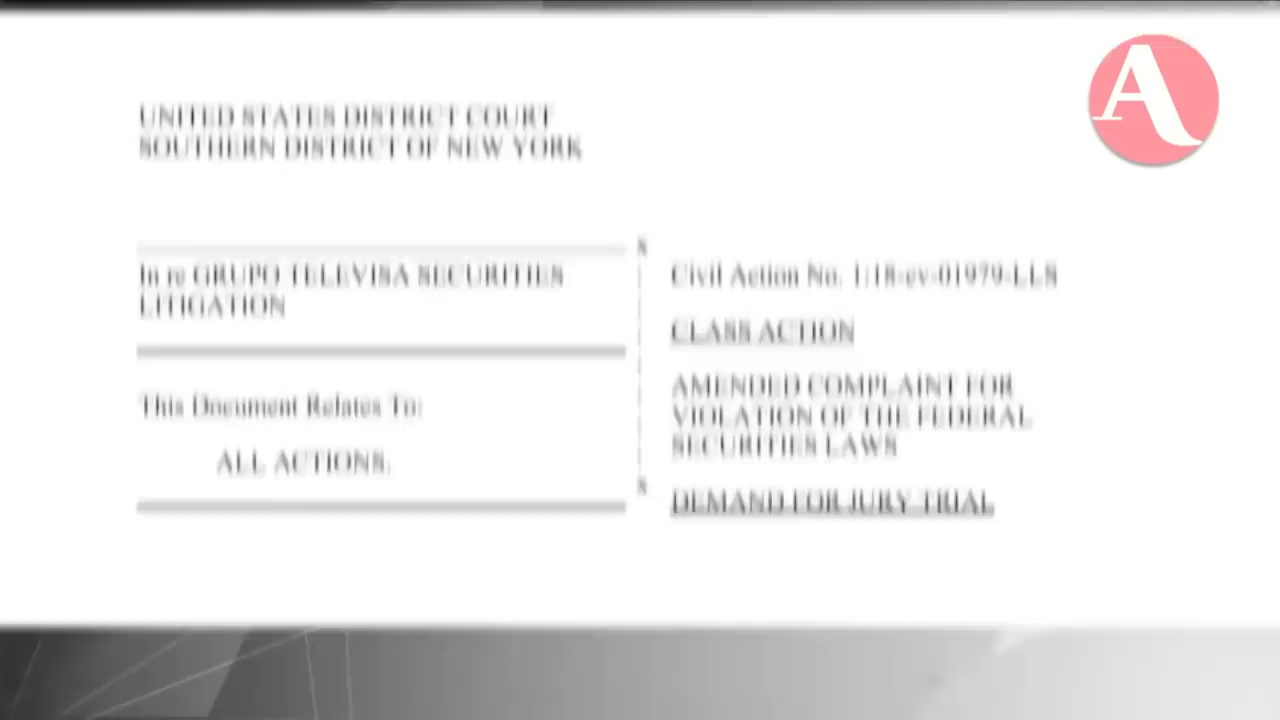 A
UNITED STATES DISTRICT COURT
SOUTHERN DISTRICT OF NEW YORK
In re GRUPO TELEVISA SECURITIES
LITIGATION
This Document Relates To:
ALL ACTIONS.
Civil Action No. 1:18-cv-01979-LLS
CLASS ACTION
AMENDED COMPLAINT FOR
VIOLATION OF THE FEDERAL
SECURITIES LAWS
DEMAND FOR JURY TRIAL